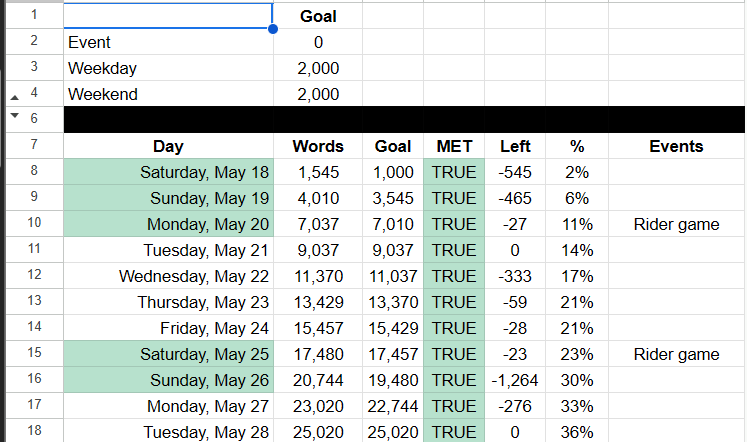 1 Goal
2 Event 0
3 Weekday 2,000
4 Weekend 2,000
6
7 Day Words Goal MET Left % Events
8 Saturday, May 18 1,545 1,000 TRUE -545 2%
9 Sunday, May 19 4,010 3,545 TRUE -465 6%
10 Monday, May 20 7,037 7,010 TRUE -27 11% Rider game
11 Tuesday, May 21 9,037 9,037 TRUE 0 14%
12 Wednesday, May 22 11,370 11,037 TRUE -333 17%
13 Thursday, May 23 13,429 13,370 TRUE -59 21%
14 Friday, May 24 15,457 15,429 TRUE -28 21%
15 Saturday, May 25 17,480 17,457 TRUE -23 23% Rider game
16 Sunday, May 26 20,744 19,480 TRUE -1,264 30%
17 Monday, May 27 23,020 22,744 TRUE -276 33%
18 Tuesday, May 28 25,020 25,020 TRUE 0 36%